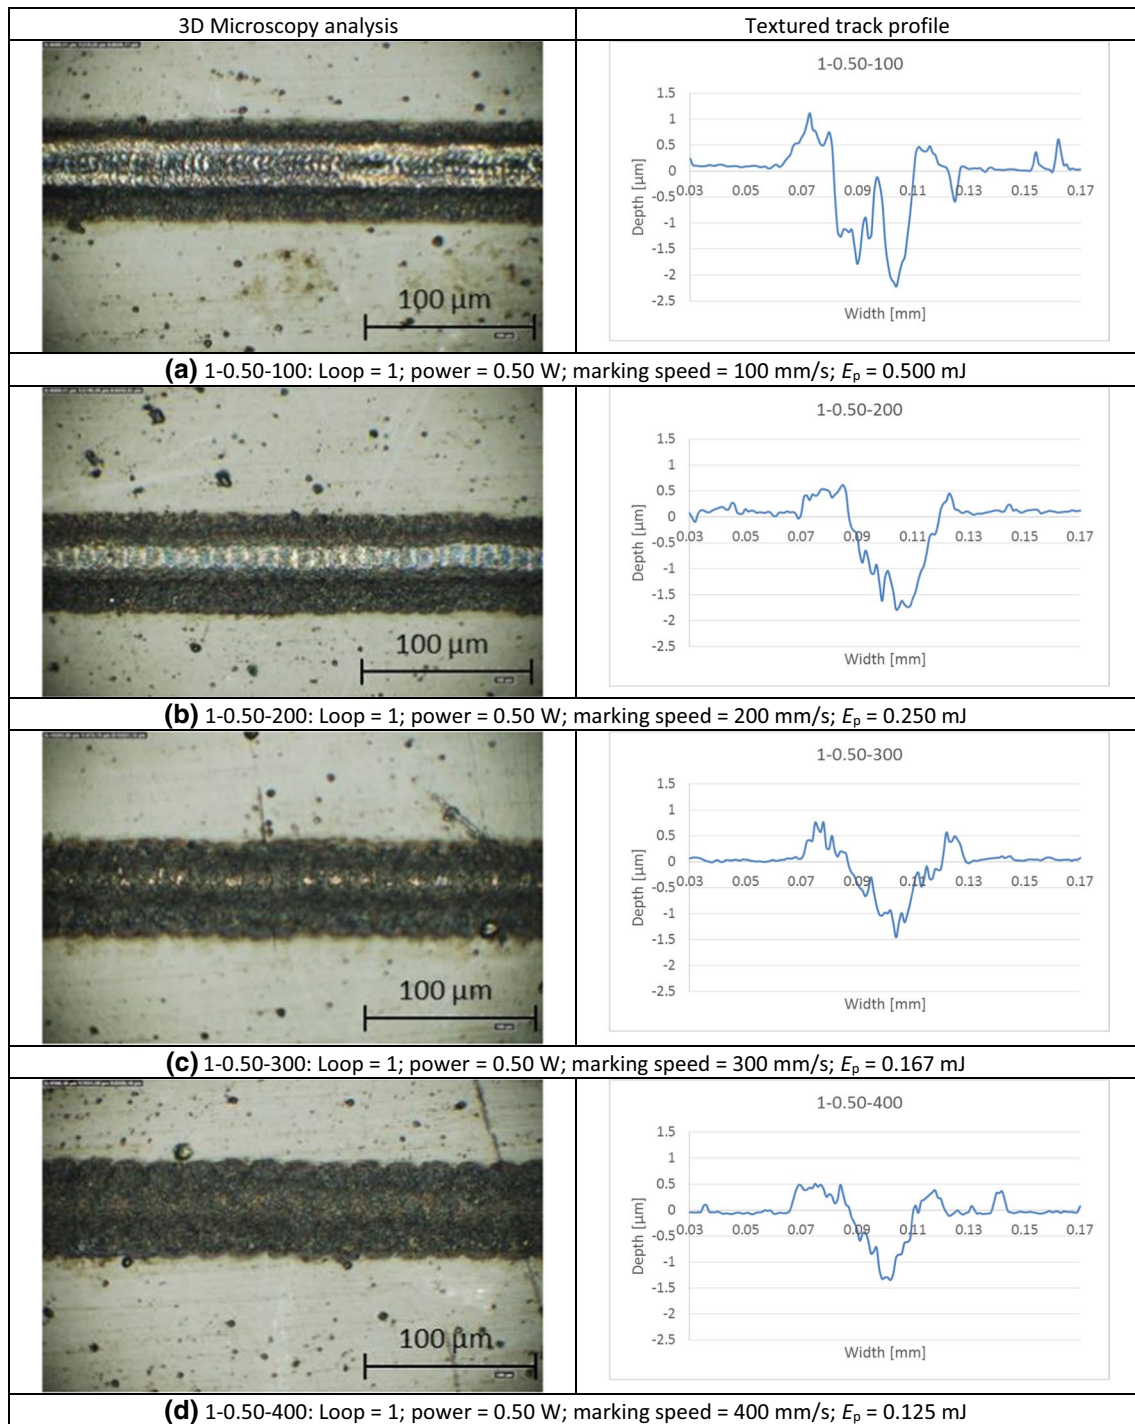 3D Microscopy analysis
Textured track profile
100 μm
1-0.50-100
1.5
1
0.5
0
-0.5
-1
-1.5
-2
-2.5
0.03 0.05 0.07 0.09 0.11 0.13 0.15 0.17
Depth [μm]
Width [mm]
(a) 1-0.50-100: Loop = 1; power = 0.50 W; marking speed = 100 mm/s; Ep = 0.500 mJ
100 μm
1-0.50-200
1.5
1
0.5
0
-0.5
-1
-1.5
-2
-2.5
0.03 0.05 0.07 0.09 0.11 0.13 0.15 0.17
Depth [μm]
Width [mm]
(b) 1-0.50-200: Loop = 1; power = 0.50 W; marking speed = 200 mm/s; Ep = 0.250 mJ
100 μm
1-0.50-300
1.5
1
0.5
0
-0.5
-1
-1.5
-2
-2.5
0.03 0.05 0.07 0.09 0.11 0.13 0.15 0.17
Depth [μm]
Width [mm]
(c) 1-0.50-300: Loop = 1; power = 0.50 W; marking speed = 300 mm/s; Ep = 0.167 mJ
100 μm
1-0.50-400
1.5
1
0.5
0
-0.5
-1
-1.5
-2
-2.5
0.03 0.05 0.07 0.09 0.11 0.13 0.15 0.17
Depth [μm]
Width [mm]
(d) 1-0.50-400: Loop = 1; power = 0.50 W; marking speed = 400 mm/s; Ep = 0.125 mJ